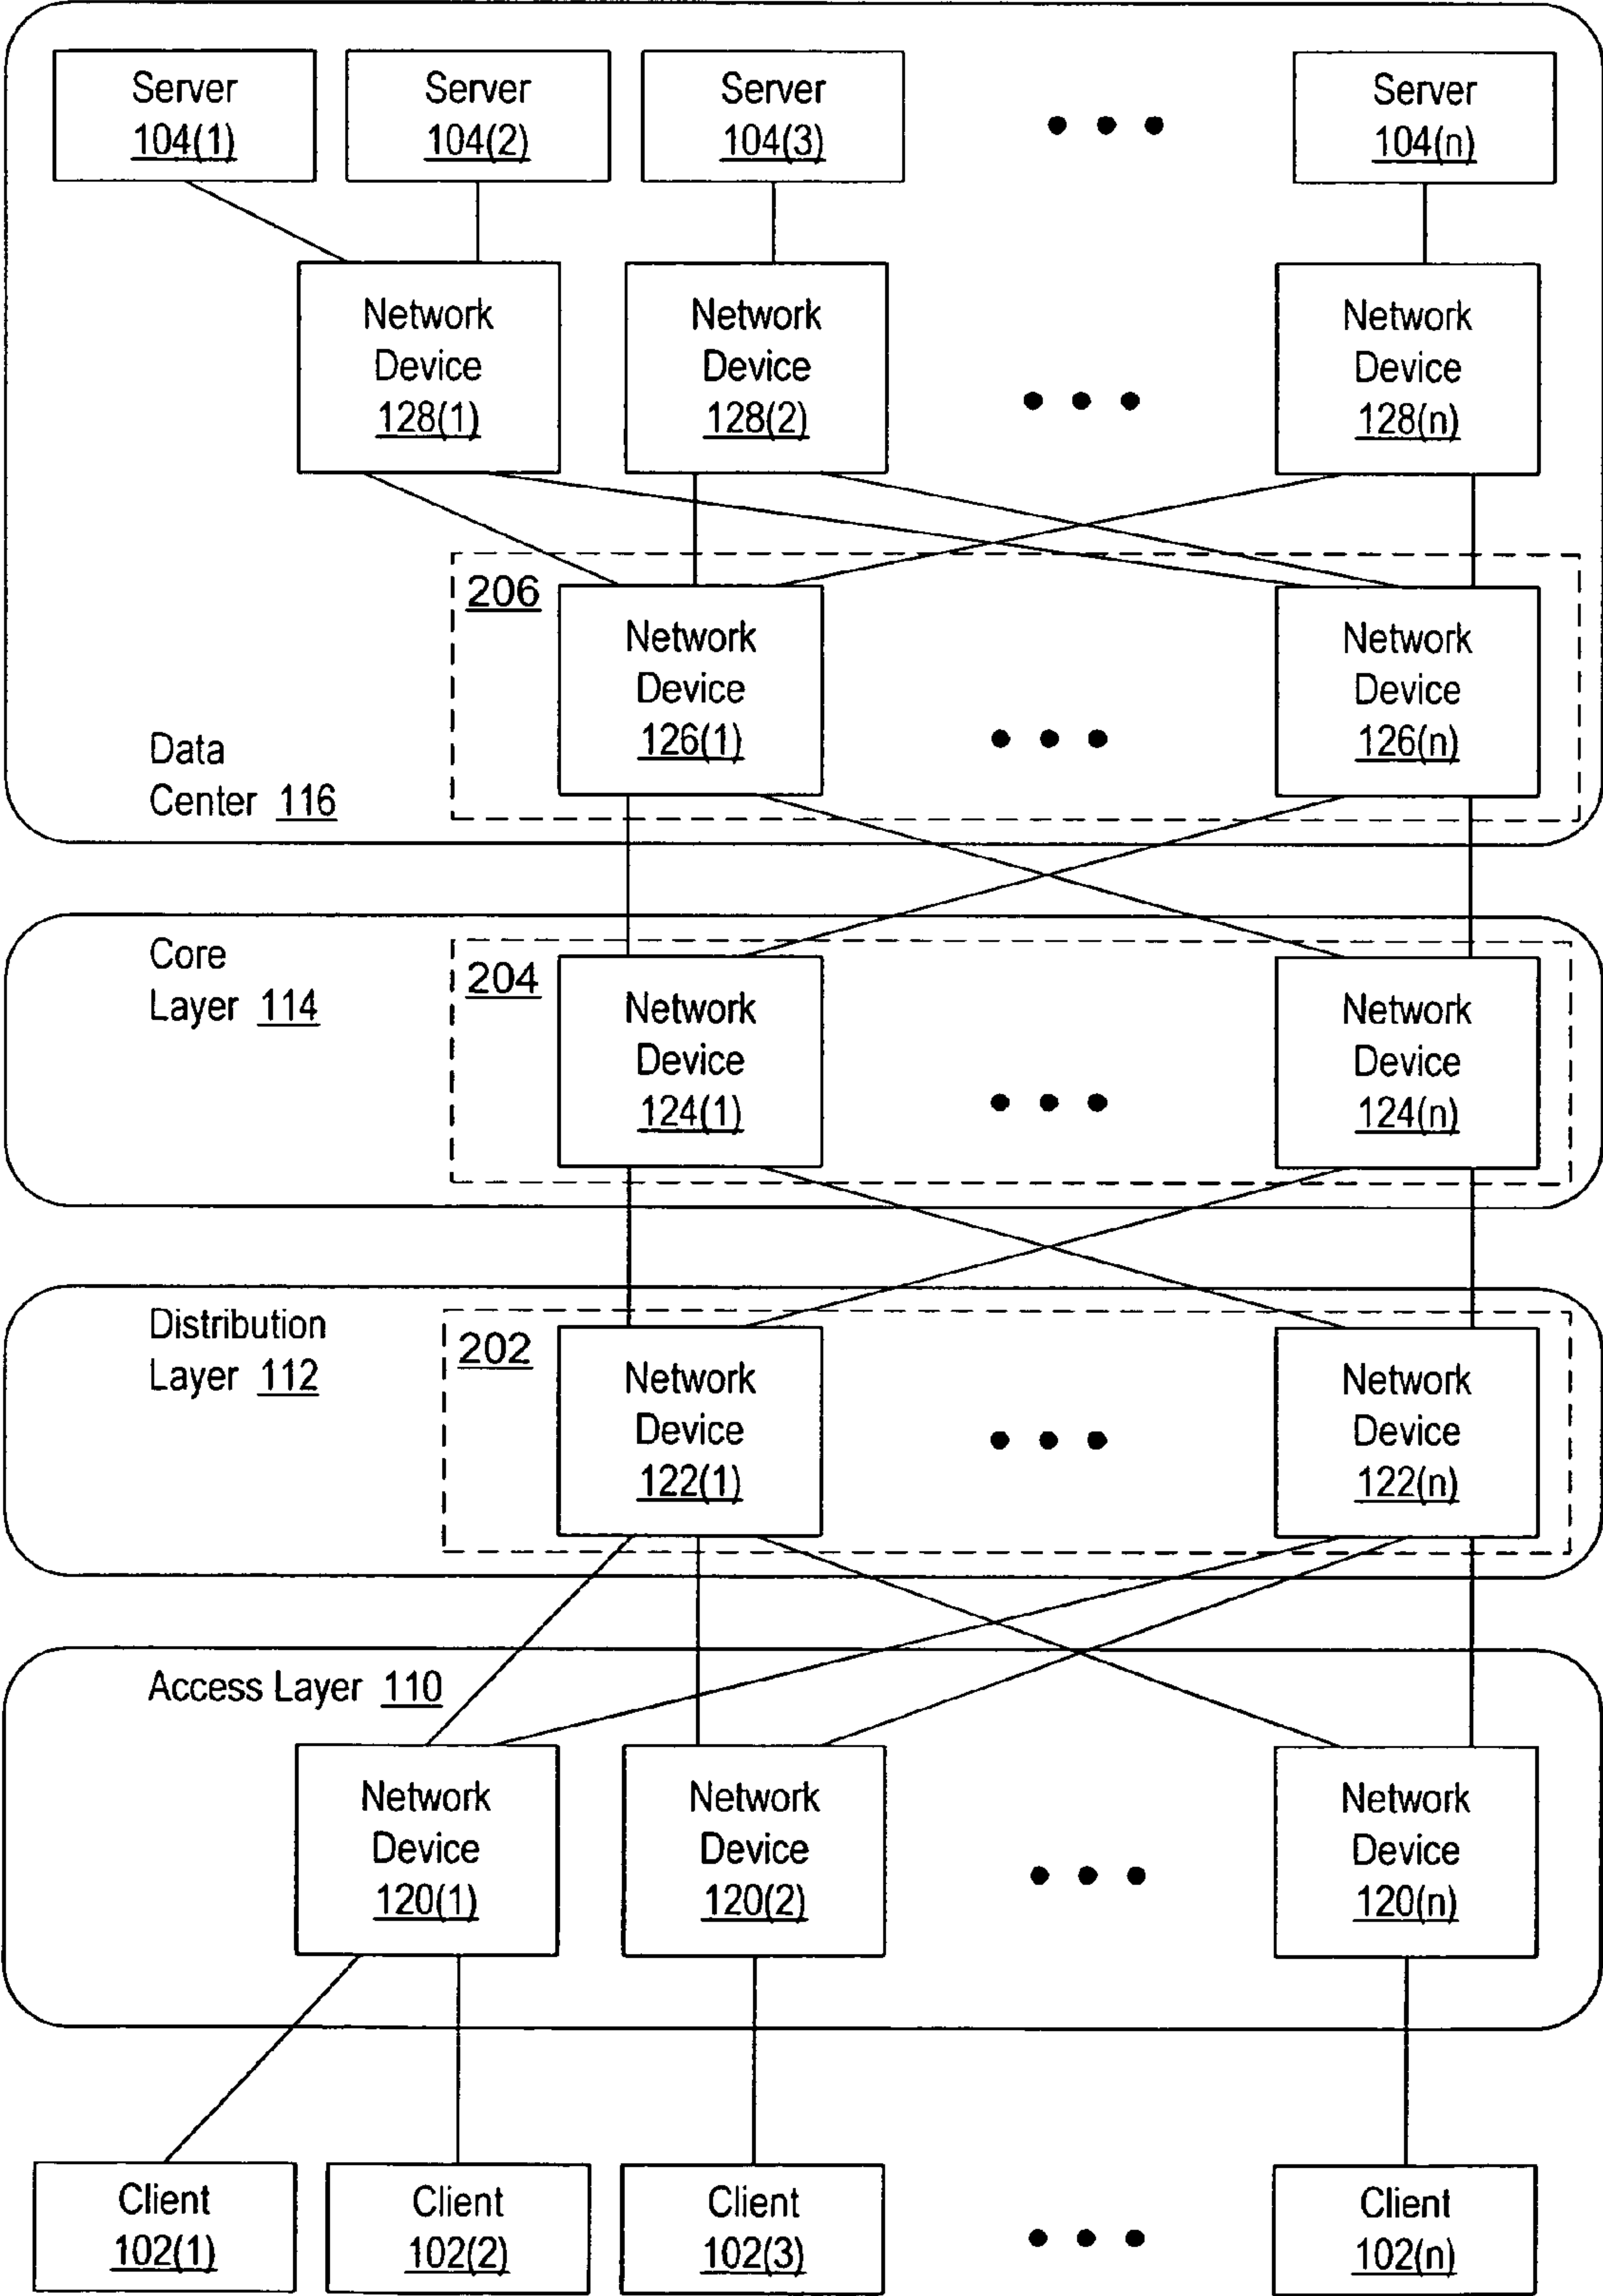 Server
104(1)
Server
104(2)
Server
104(3)
Server
104(n)
Network
Device
128(1)
Network
Device
128(2)
Network
Device
128(n)
206
Network
Device
126(1)
Network
Device
126(n)
Data
Center 116
Core
Layer 114
204
Network
Device
124(1)
Network
Device
124(n)
Distribution
Layer 112
202
Network
Device
122(1)
Network
Device
122(n)
Access Layer 110
Network
Device
120(1)
Network
Device
120(2)
Network
Device
120(n)
Client
102(1)
Client
102(2)
Client
102(3)
Client
102(n)